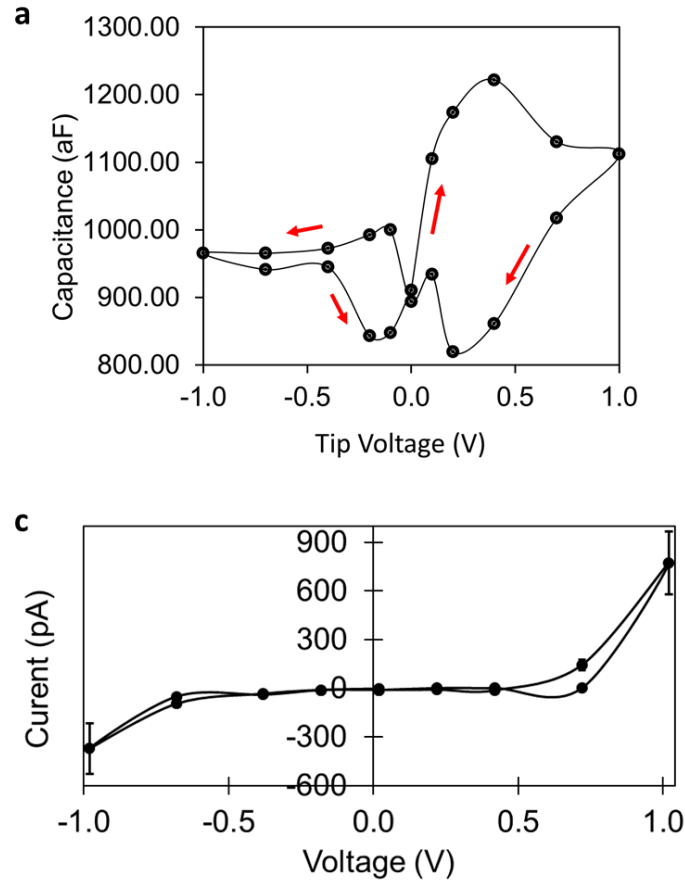 a
1300.00
1200.00
1100.00
1000.00
900.00
800.00
Capacitance (aF)
-1.0 -0.5 0.0 0.5 1.0
Tip Voltage (V)
c
900
600
300
0
-300
-600
Curent (pA)
-1.0 -0.5 0.0 0.5 1.0
Voltage (V)